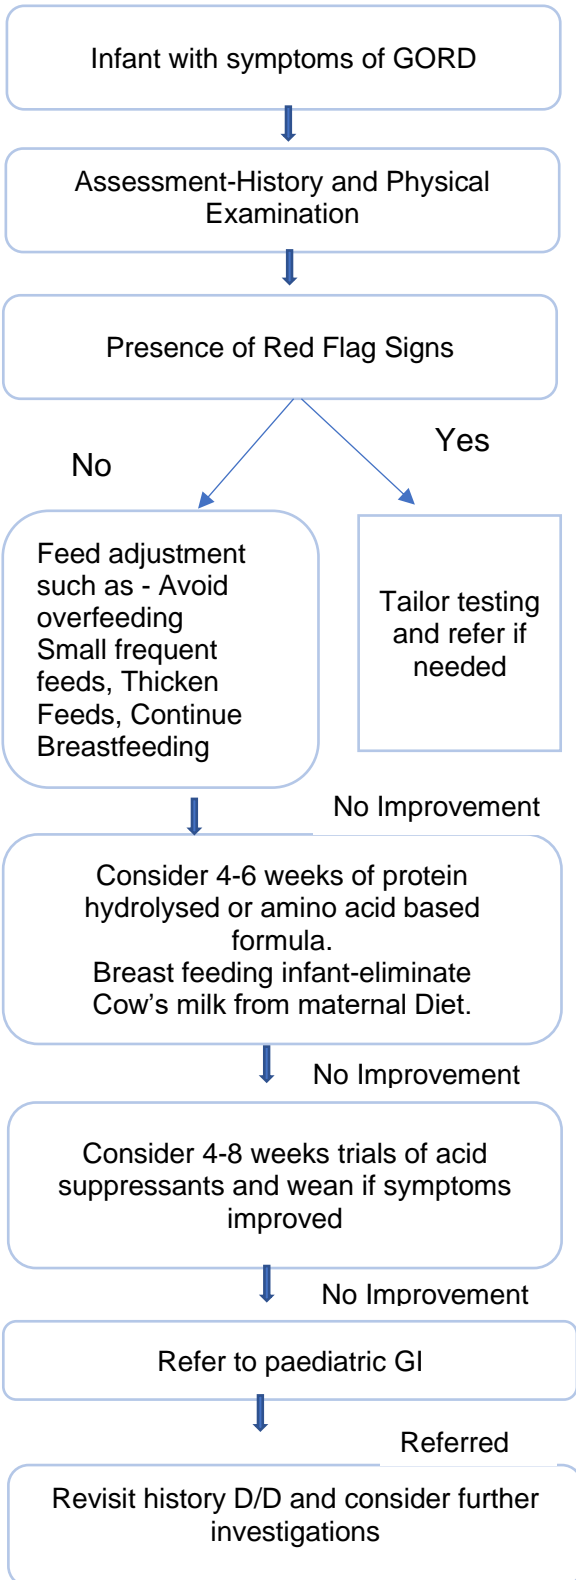 Infant with symptoms of GORD
Assessment-History and Physical
Examination
Presence of Red Flag Signs
No
Yes
Feed adjustment
such as - Avoid
overfeeding
Small frequent
feeds, Thicken
Feeds, Continue
Breastfeeding
Tailor testing
and refer if
needed
No Improvement
Consider 4-6 weeks of protein
hydrolysed or amino acid based
formula.
Breast feeding infant-eliminate
Cow's milk from maternal Diet.
No Improvement
Consider 4-8 weeks trials of acid
suppressants and wean if symptoms
improved
No Improvement
Refer to paediatric GI
Referred
Revisit history D/D and consider further
investigations